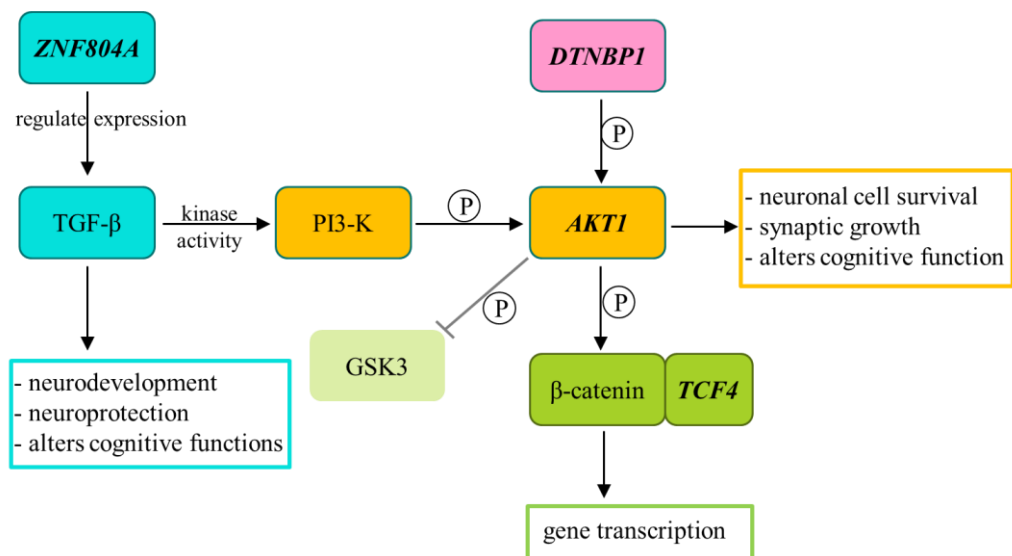 ZNF804A
DTNBP1
regulate expression
P
TGF-β
kinase
activity
PI3-K
P
AKT1
- neuronal cell survival
- synaptic growth
- alters cognitive function
P
P
GSK3
β-catenin
TCF4
- neurodevelopment
- neuroprotection
- alters cognitive functions
gene transcription